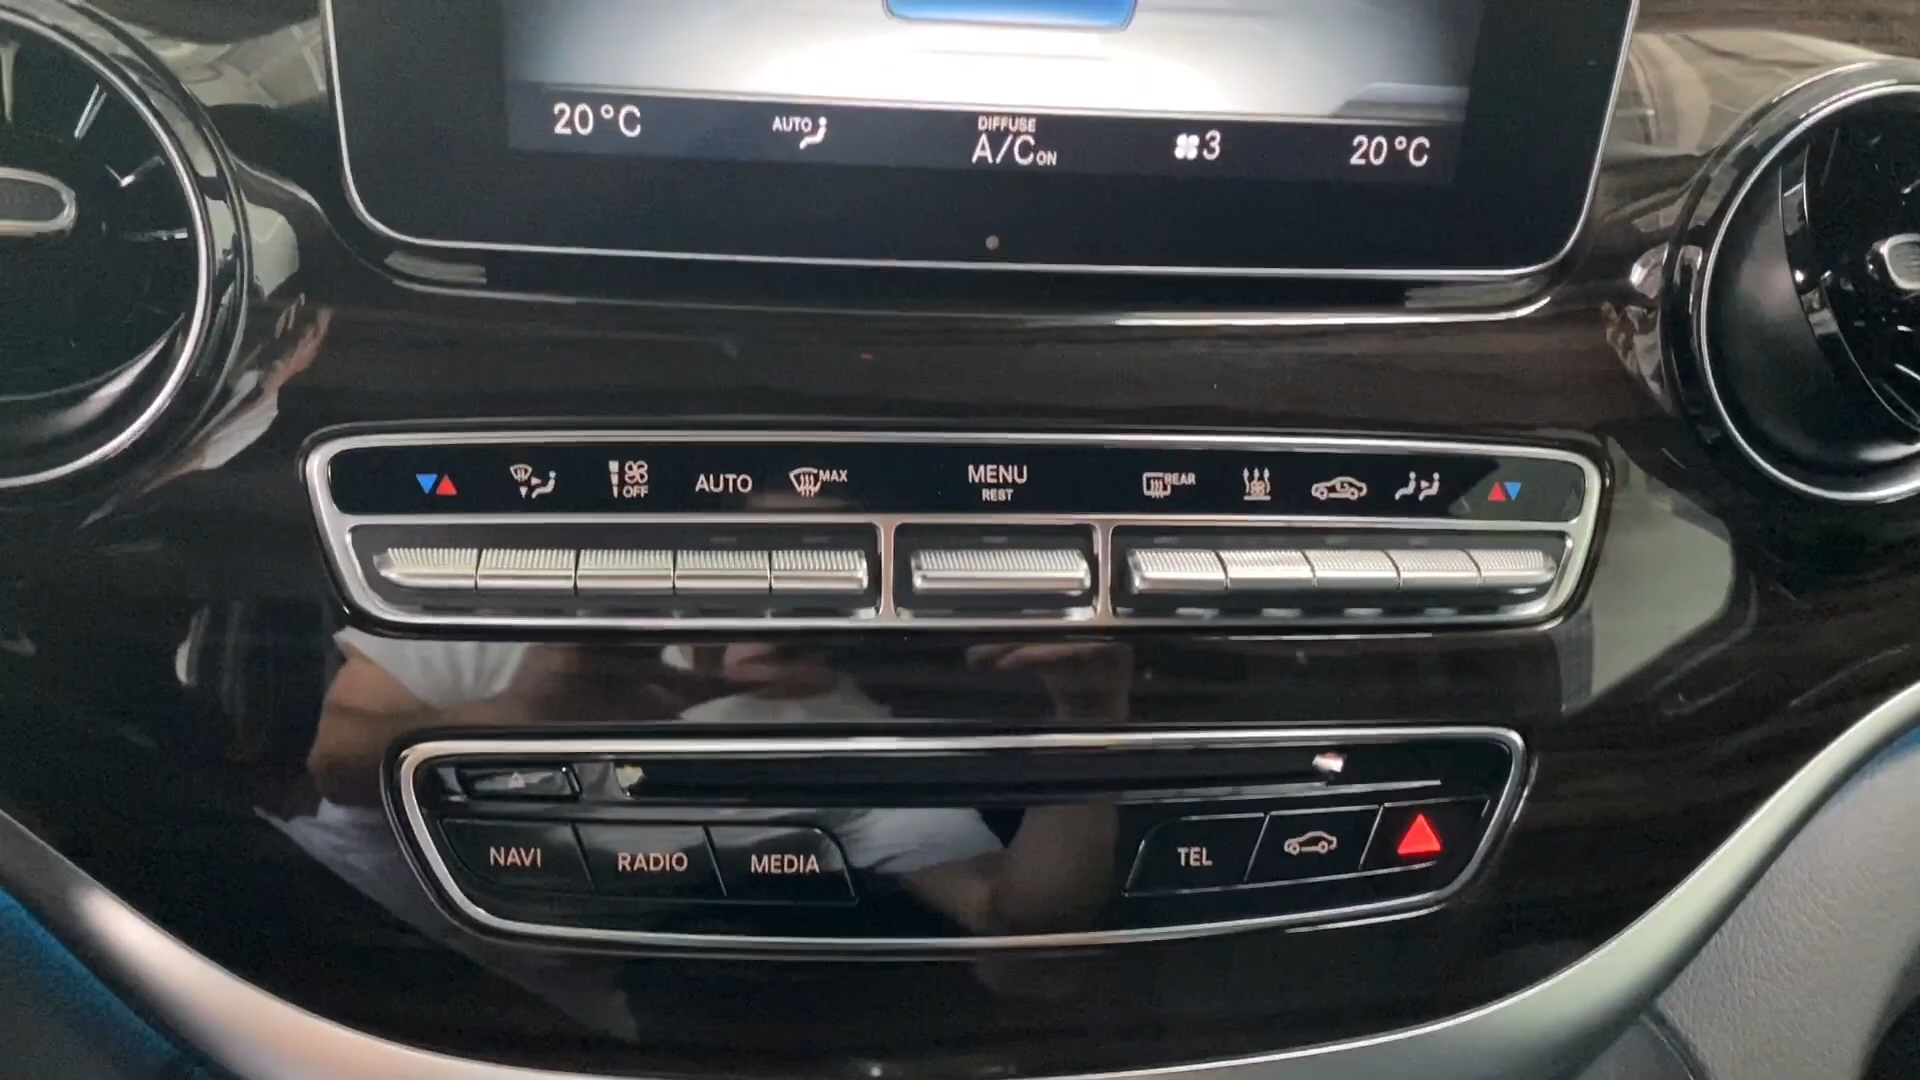 20°C
AUTO
DIFFUSE
A/C ON
3
20°C
OFF
AUTO
MAX
MENU
REST
REAR
NAVI
RADIO
MEDIA
TEL